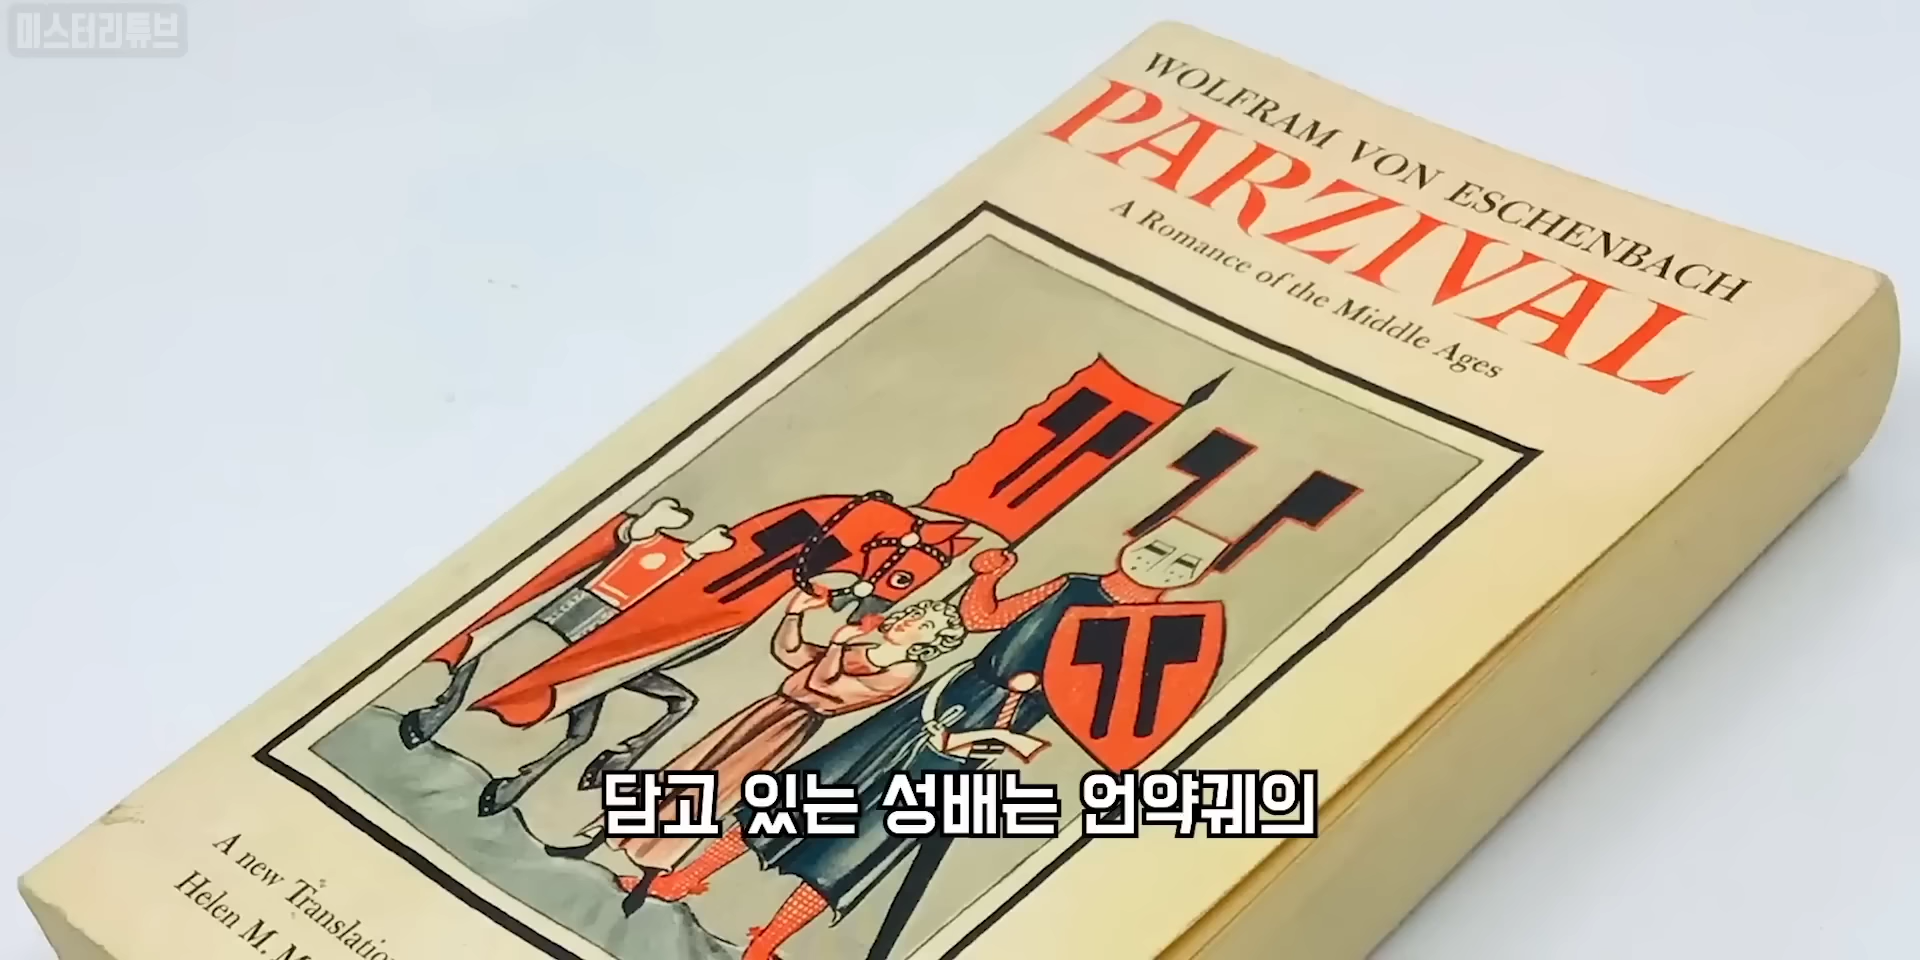 미스터리튜브
WOLFRAM VON ESCHENBACH
PARZIVAL
A Romance of the Middle Ages
담고 있는 성배는 언약궤의
A new Translation
Helen M.